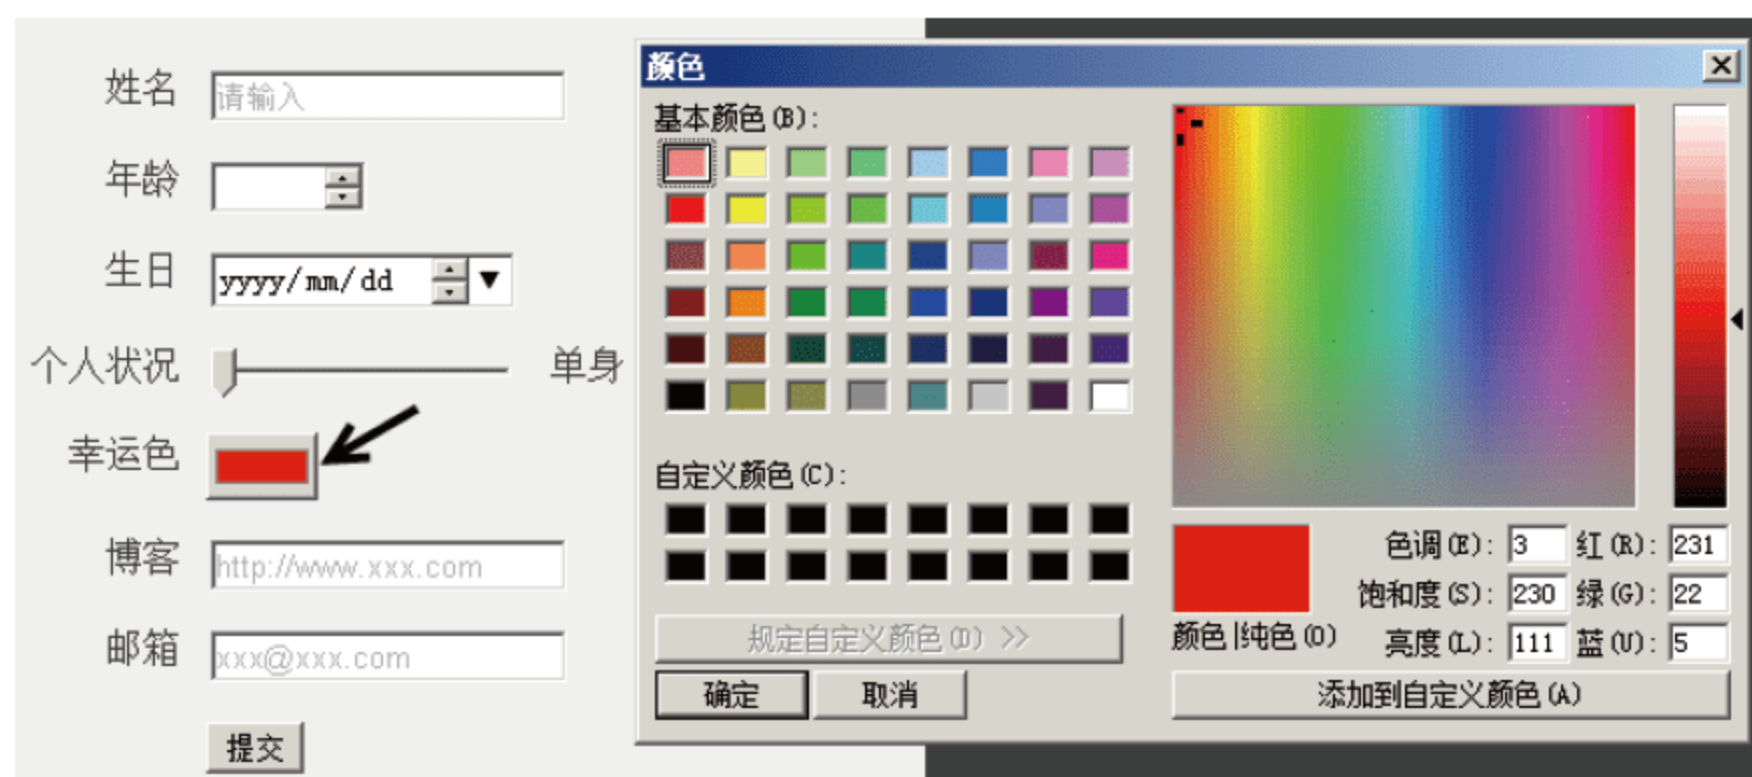 姓名 请输入
年龄
生日 yyyy/mm/dd
个人状况 单身
幸运色
博客 http://www.xxx.com
邮箱 xxx@xxx.com
提交
颜色
基本颜色(B):
自定义颜色(C):
规定自定义颜色(D) >>
确定 取消
色调(E): 3 红(R): 231
饱和度(S): 230 绿(G): 22
颜色|纯色(O) 亮度(L): 111 蓝(U): 5
添加到自定义颜色(A)